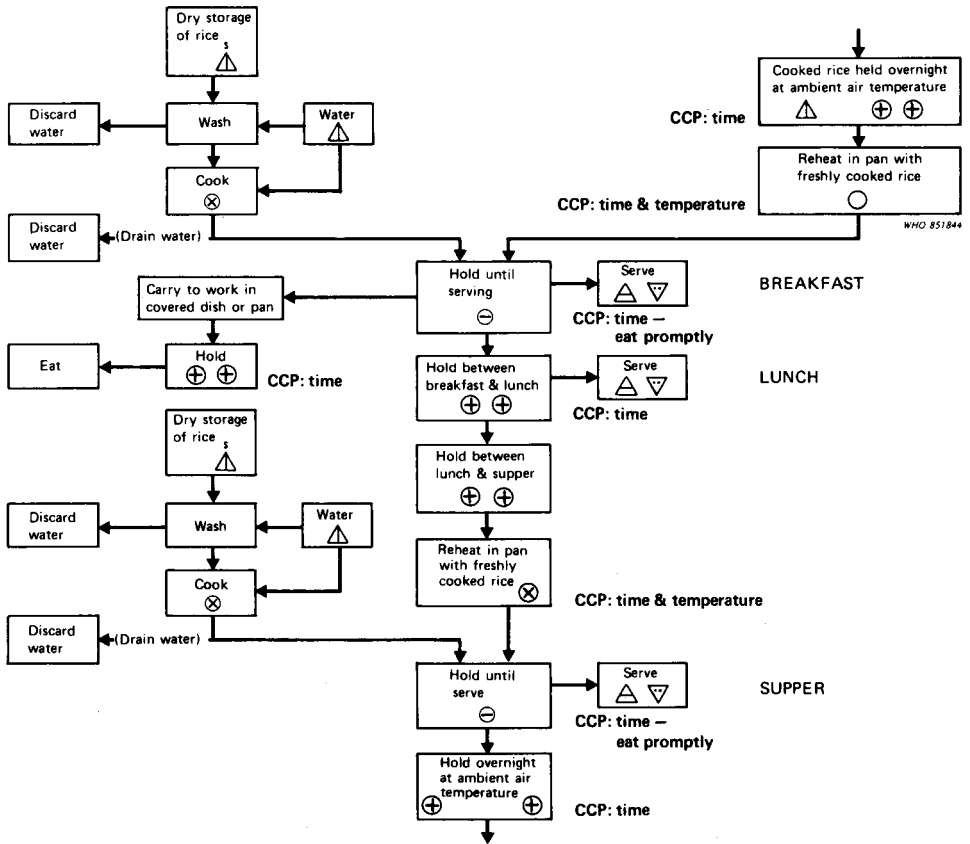 Dry storage
of rice
s
Discard
water
Wash
Water
Cook
Discard
water
(Drain water)
Cooked rice held overnight
at ambient air temperature
CCP: time
Reheat in pan with
freshly cooked rice
CCP: time & temperature
WHO 851844
Hold until
serving
Serve
BREAKFAST
CCP: time –
eat promptly
Carry to work in
covered dish or pan
Eat
Hold
CCP: time
Hold between
breakfast & lunch
Serve
LUNCH
CCP: time
Dry storage
of rice
s
Hold between
lunch & supper
Discard
water
Wash
Water
Cook
Reheat in pan
with freshly
cooked rice
CCP: time & temperature
Discard
water
(Drain water)
Hold until
serve
Serve
SUPPER
CCP: time –
eat promptly
Hold overnight
at ambient air
temperature
CCP: time